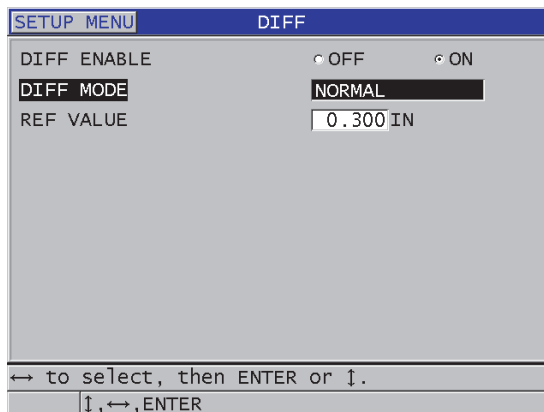 SETUP MENU DIFF
DIFF ENABLE OFF ON
DIFF MODE NORMAL
REF VALUE 0.300 IN
↔ to select, then ENTER or ↕.
↕,↔,ENTER